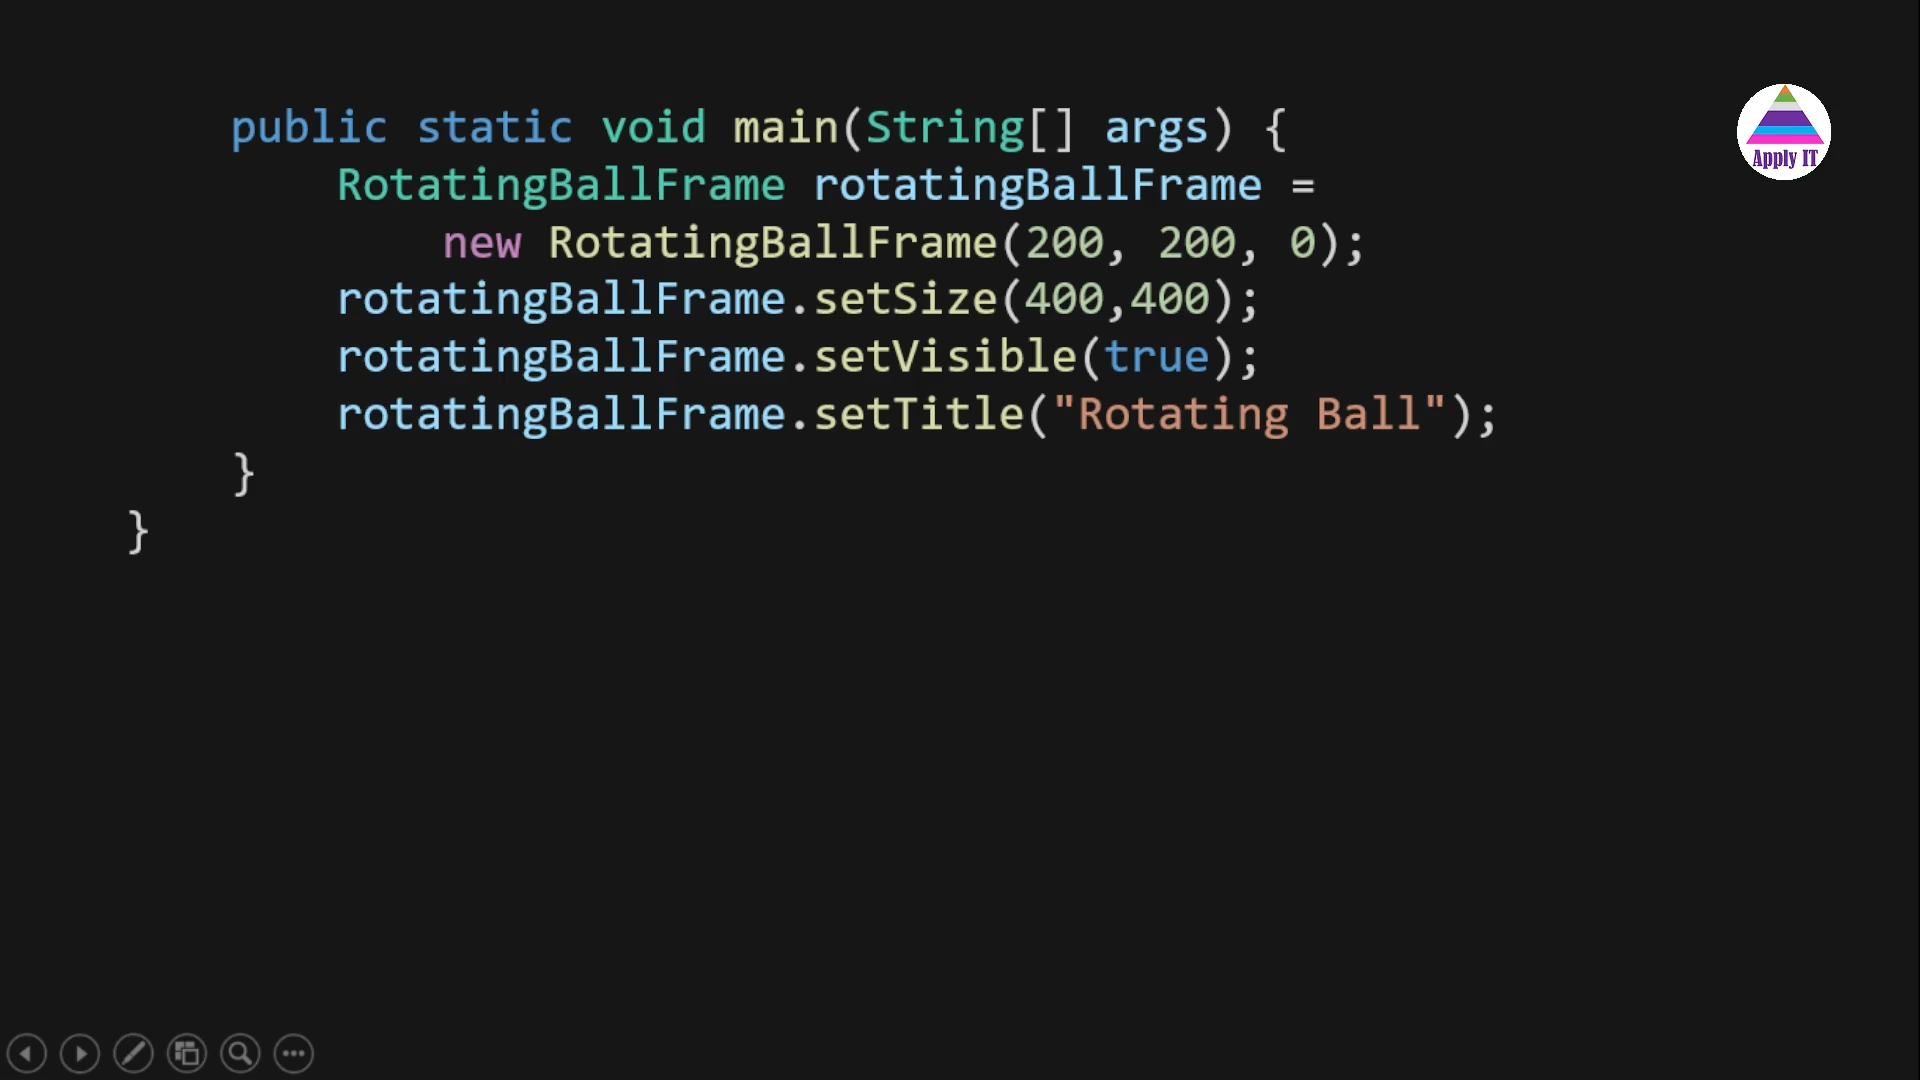 public static void main(String[] args) {
RotatingBallFrame rotatingBallFrame =
new RotatingBallFrame(200, 200, 0);
rotatingBallFrame.setSize(400,400);
rotatingBallFrame.setVisible(true);
rotatingBallFrame.setTitle("Rotating Ball");
}
}
Apply IT